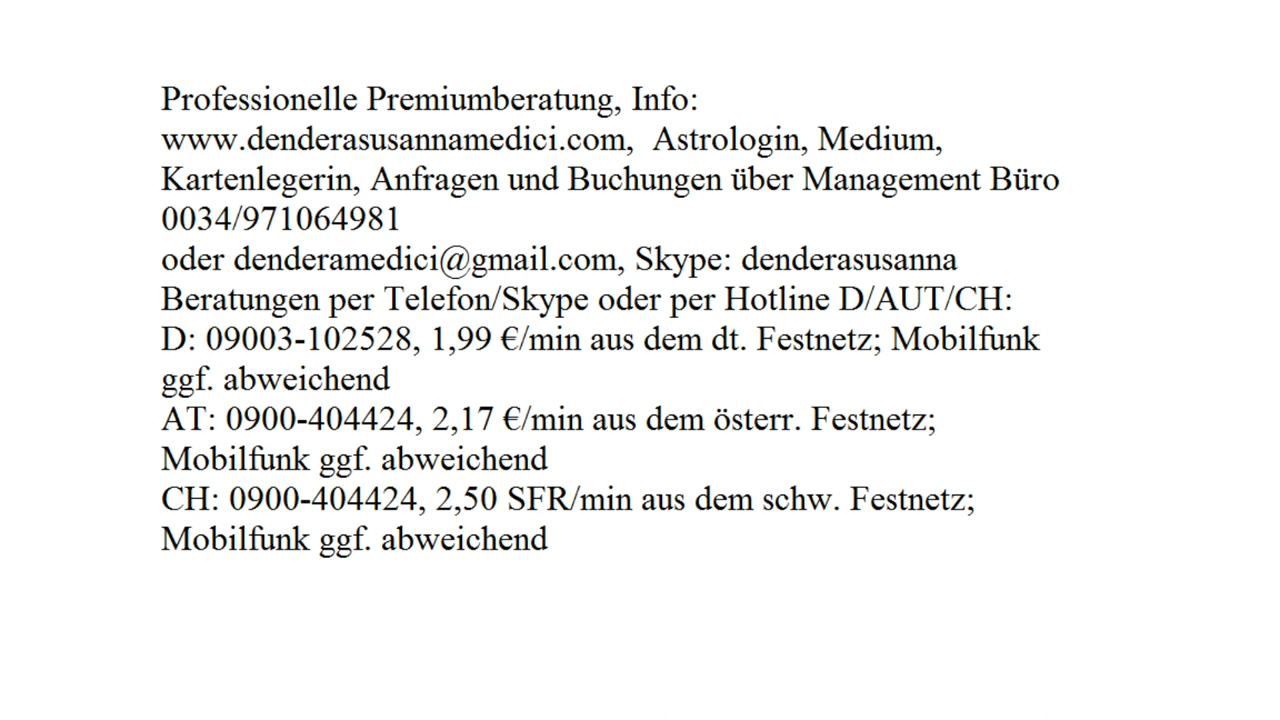 Professionelle Premiumberatung, Info:
www.denderasusannamedici.com,  Astrologin, Medium,
Kartenlegerin, Anfragen und Buchungen über Management Büro
0034/971064981
oder denderamedici@gmail.com, Skype: denderasusanna
Beratungen per Telefon/Skype oder per Hotline D/AUT/CH:
D: 09003-102528, 1,99 €/min aus dem dt. Festnetz; Mobilfunk
ggf. abweichend
AT: 0900-404424, 2,17 €/min aus dem österr. Festnetz;
Mobilfunk ggf. abweichend
CH: 0900-404424, 2,50 SFR/min aus dem schw. Festnetz;
Mobilfunk ggf. abweichend